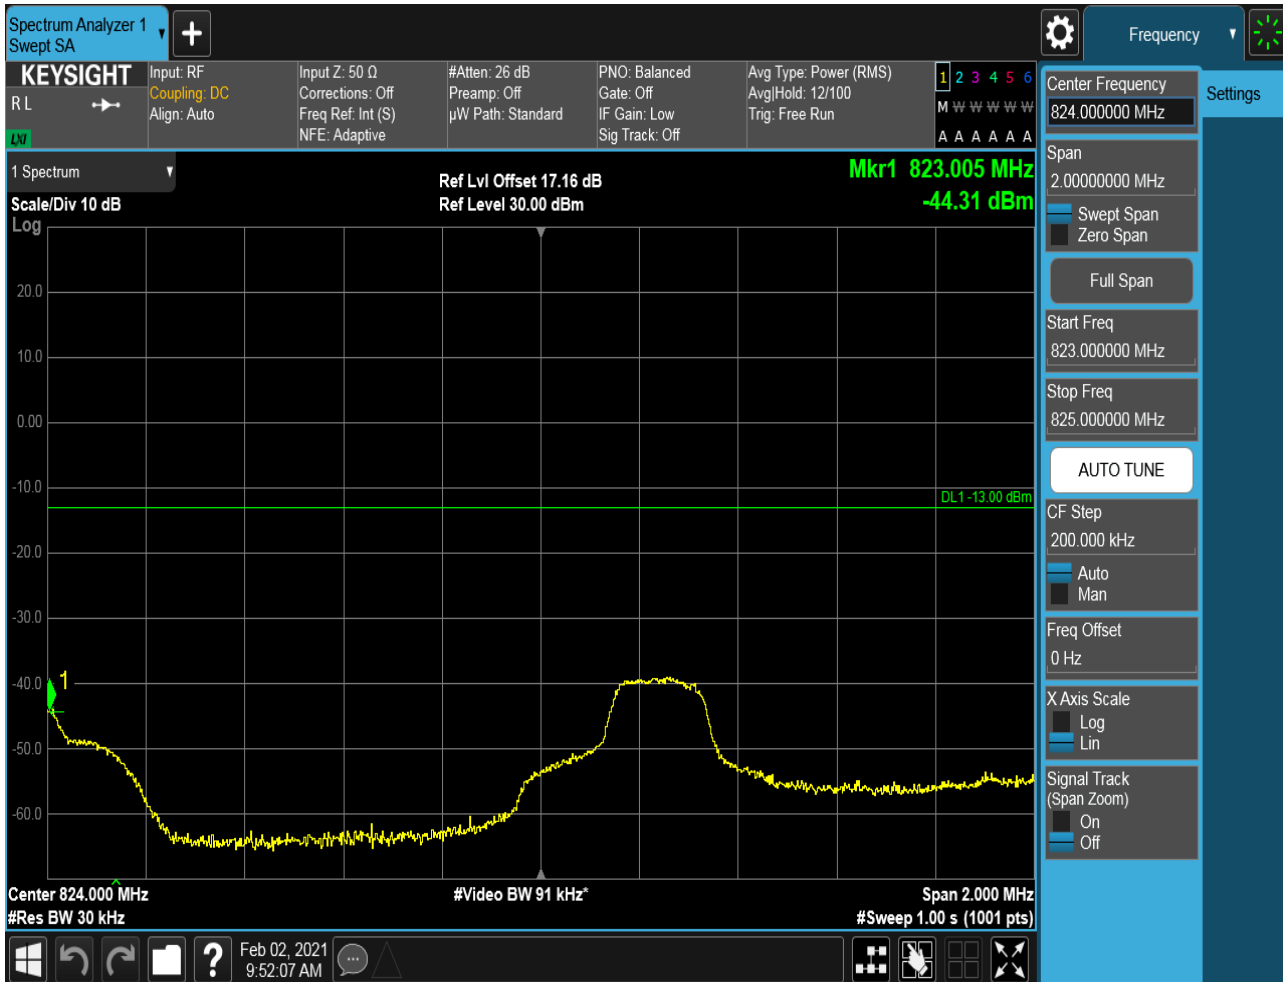 Spectrum Analyzer 1
Swept SA
Frequency
KEYSIGHT
R L
LXI
Input: RF
Coupling: DC
Align: Auto
Input Z: 50 Ω
Corrections: Off
Freq Ref: Int (S)
NFE: Adaptive
#Atten: 26 dB
Preamp: Off
µW Path: Standard
PNO: Balanced
Gate: Off
IF Gain: Low
Sig Track: Off
Avg Type: Power (RMS)
Avg|Hold: 12/100
Trig: Free Run
1 2 3 4 5 6
M W W W W W
A A A A A A
1 Spectrum
Scale/Div 10 dB
Log
Ref Lvl Offset 17.16 dB
Ref Level 30.00 dBm
Mkr1 823.005 MHz
-44.31 dBm
20.0
10.0
0.00
-10.0
DL1 -13.00 dBm
-20.0
-30.0
-40.0
1
-50.0
-60.0
Center 824.000 MHz
#Video BW 91 kHz*
Span 2.000 MHz
#Res BW 30 kHz
#Sweep 1.00 s (1001 pts)
?
Feb 02, 2021
9:52:07 AM
Center Frequency
824.000000 MHz
Settings
Span
2.00000000 MHz
Swept Span
Zero Span
Full Span
Start Freq
823.000000 MHz
Stop Freq
825.000000 MHz
AUTO TUNE
CF Step
200.000 kHz
Auto
Man
Freq Offset
0 Hz
X Axis Scale
Log
Lin
Signal Track
(Span Zoom)
On
Off